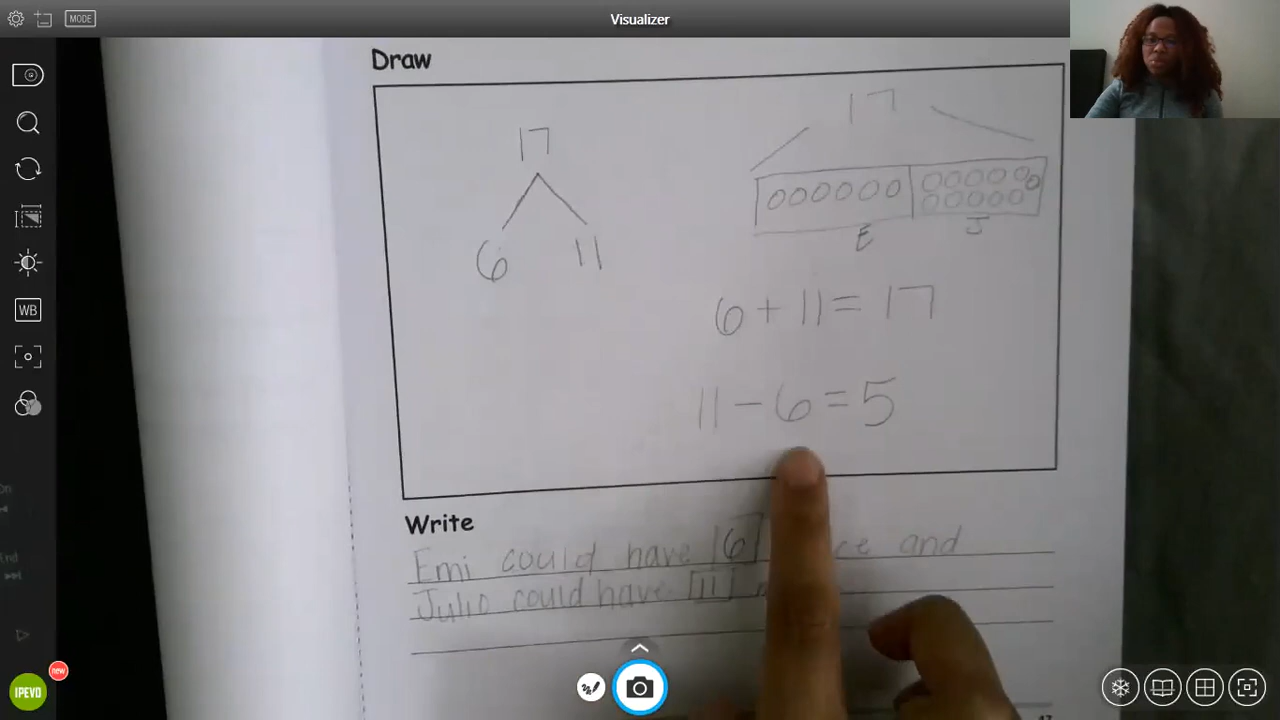 MODE
Visualizer
Draw
17
17
6 11
E J
6 + 11 = 17
WB
11 - 6 = 5
Write
Emi could have 6 and
Julio could have 11
new
IPEVO